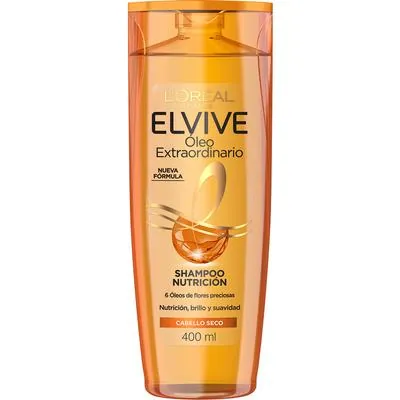 L'ORÉAL
ELVIVE
Óleo
Extraordinario
NUEVA
FÓRMULA
SHAMPOO
NUTRICIÓN
6 Óleos de flores preciosas
Nutrición, brillo y suavidad
CABELLO SECO
400 ml